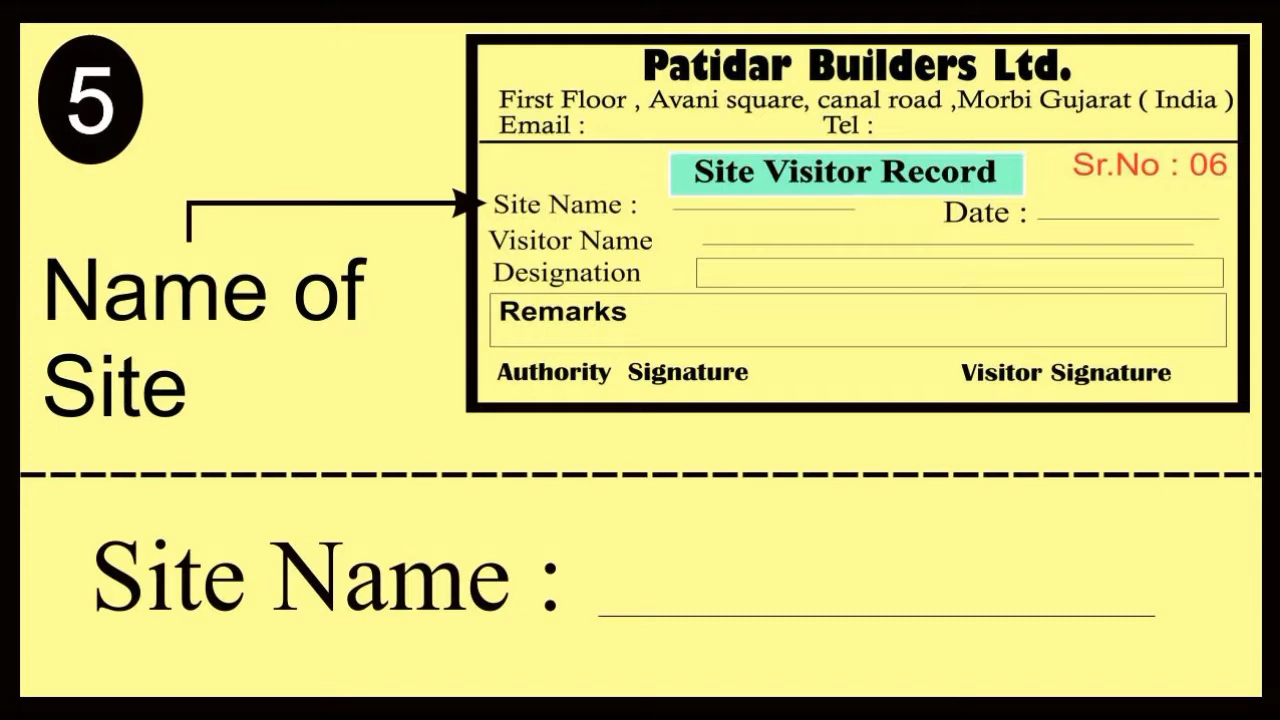 5
Name of
Site
Patidar Builders Ltd.
First Floor , Avani square, canal road ,Morbi Gujarat ( India )
Email : Tel :
Site Visitor Record
Sr.No : 06
Site Name :
Date :
Visitor Name
Designation
Remarks
Authority Signature Visitor Signature
Site Name :